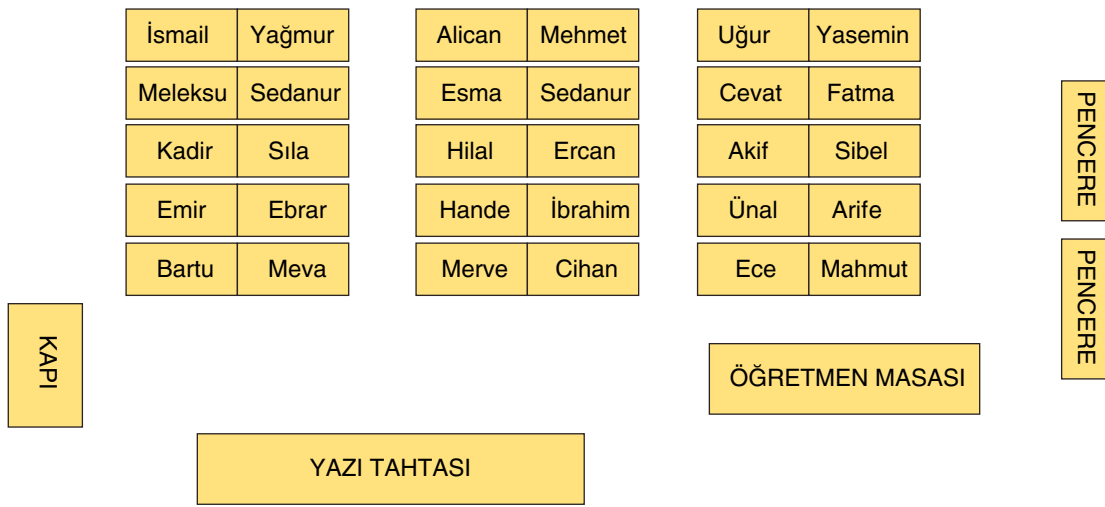 İsmail Yağmur Alican Mehmet Uğur Yasemin
Meleksu Sedanur Esma Sedanur Cevat Fatma
Kadir Sıla Hilal Ercan Akif Sibel
Emir Ebrar Hande İbrahim Ünal Arife
Bartu Meva Merve Cihan Ece Mahmut
PENCERE
PENCERE
KAPI
ÖĞRETMEN MASASI
YAZI TAHTASI